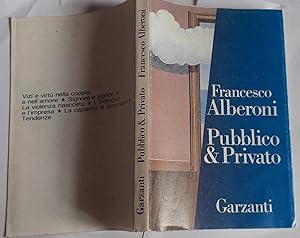 Vizi e virtù nella coppia
e nell'amore ★ Signore e signori ★
La violenza nascosta ★ L'individuo
e l'impresa ★ La capacità di
Tendenze
Garzanti Pubblico & Privato Francesco Alberoni
Francesco
Alberoni
Pubblico
& Privato
Garzanti